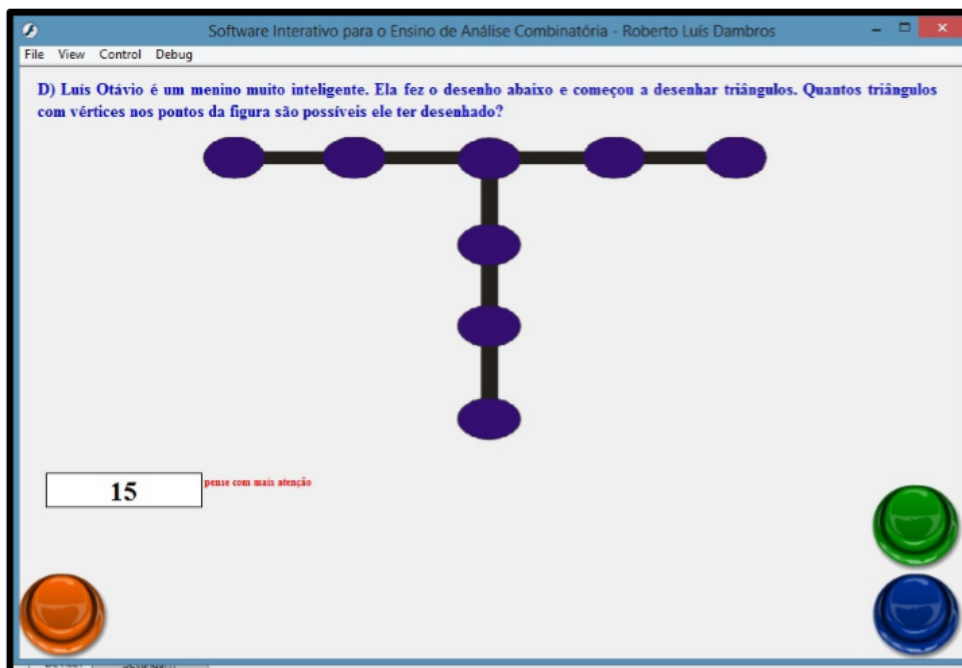 Software Interativo para o Ensino de Análise Combinatória - Roberto Luís Dambros
File View Control Debug
D) Luís Otávio é um menino muito inteligente. Ela fez o desenho abaixo e começou a desenhar triângulos. Quantos triângulos
com vértices nos pontos da figura são possíveis ele ter desenhado?
15
pense com mais atenção